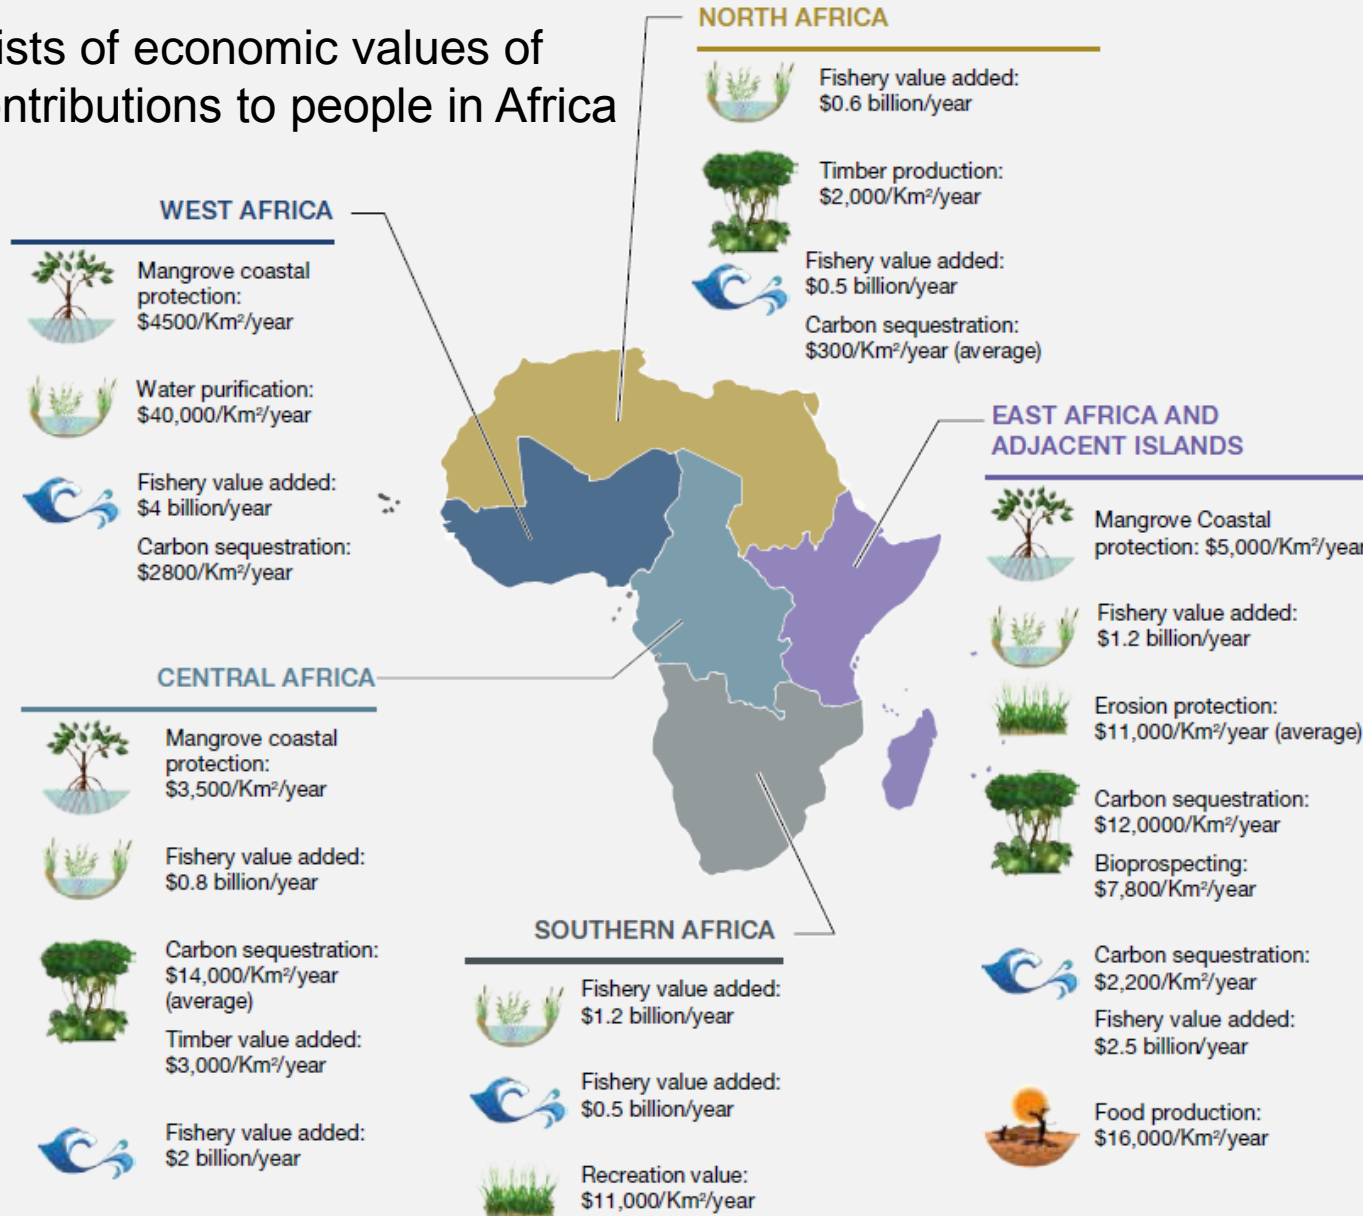 ists of economic values of
ontributions to people in Africa
NORTH AFRICA
Fishery value added:
$0.6 billion/year
Timber production:
$2,000/Km²/year
Fishery value added:
$0.5 billion/year
Carbon sequestration:
$300/Km²/year (average)
WEST AFRICA
Mangrove coastal
protection:
$4500/Km²/year
Water purification:
$40,000/Km²/year
Fishery value added:
$4 billion/year
Carbon sequestration:
$2800/Km²/year
EAST AFRICA AND
ADJACENT ISLANDS
Mangrove Coastal
protection: $5,000/Km²/year
Fishery value added:
$1.2 billion/year
Erosion protection:
$11,000/Km²/year (average)
Carbon sequestration:
$12,0000/Km²/year
Bioprospecting:
$7,800/Km²/year
Carbon sequestration:
$2,200/Km²/year
Fishery value added:
$2.5 billion/year
Food production:
$16,000/Km²/year
CENTRAL AFRICA
Mangrove coastal
protection:
$3,500/Km²/year
Fishery value added:
$0.8 billion/year
Carbon sequestration:
$14,000/Km²/year
(average)
Timber value added:
$3,000/Km²/year
Fishery value added:
$2 billion/year
SOUTHERN AFRICA
Fishery value added:
$1.2 billion/year
Fishery value added:
$0.5 billion/year
Recreation value:
$11,000/Km²/year